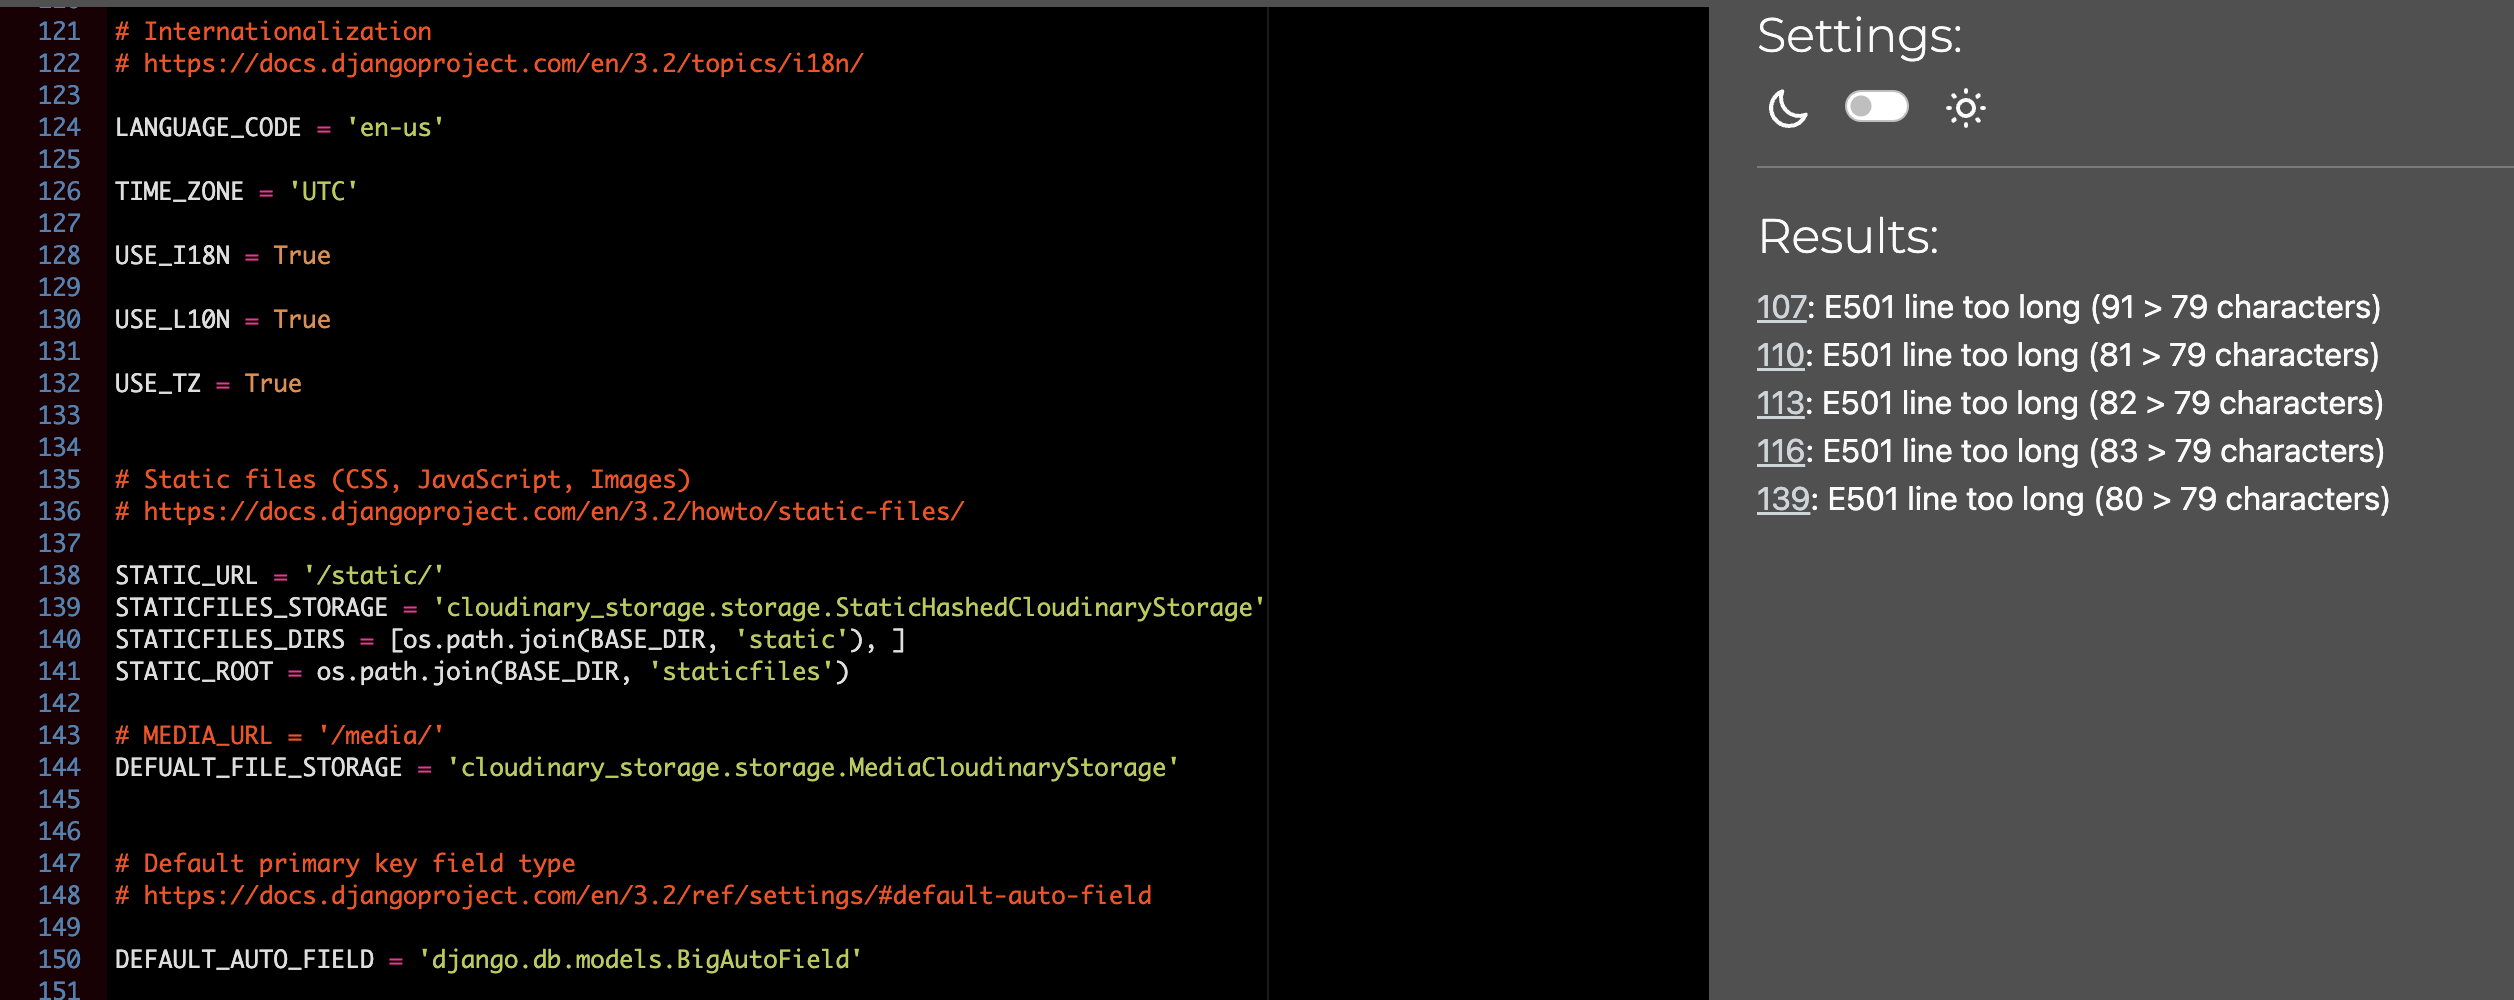 121 # Internationalization
122 # https://docs.djangoproject.com/en/3.2/topics/i18n/
123
124 LANGUAGE_CODE = 'en-us'
125
126 TIME_ZONE = 'UTC'
127
128 USE_I18N = True
129
130 USE_L10N = True
131
132 USE_TZ = True
133
134
135 # Static files (CSS, JavaScript, Images)
136 # https://docs.djangoproject.com/en/3.2/howto/static-files/
137
138 STATIC_URL = '/static/'
139 STATICFILES_STORAGE = 'cloudinary_storage.storage.StaticHashedCloudinaryStorage'
140 STATICFILES_DIRS = [os.path.join(BASE_DIR, 'static'), ]
141 STATIC_ROOT = os.path.join(BASE_DIR, 'staticfiles')
142
143 # MEDIA_URL = '/media/'
144 DEFUALT_FILE_STORAGE = 'cloudinary_storage.storage.MediaCloudinaryStorage'
145
146
147 # Default primary key field type
148 # https://docs.djangoproject.com/en/3.2/ref/settings/#default-auto-field
149
150 DEFAULT_AUTO_FIELD = 'django.db.models.BigAutoField'
151
Settings:
Results:
107: E501 line too long (91 > 79 characters)
110: E501 line too long (81 > 79 characters)
113: E501 line too long (82 > 79 characters)
116: E501 line too long (83 > 79 characters)
139: E501 line too long (80 > 79 characters)